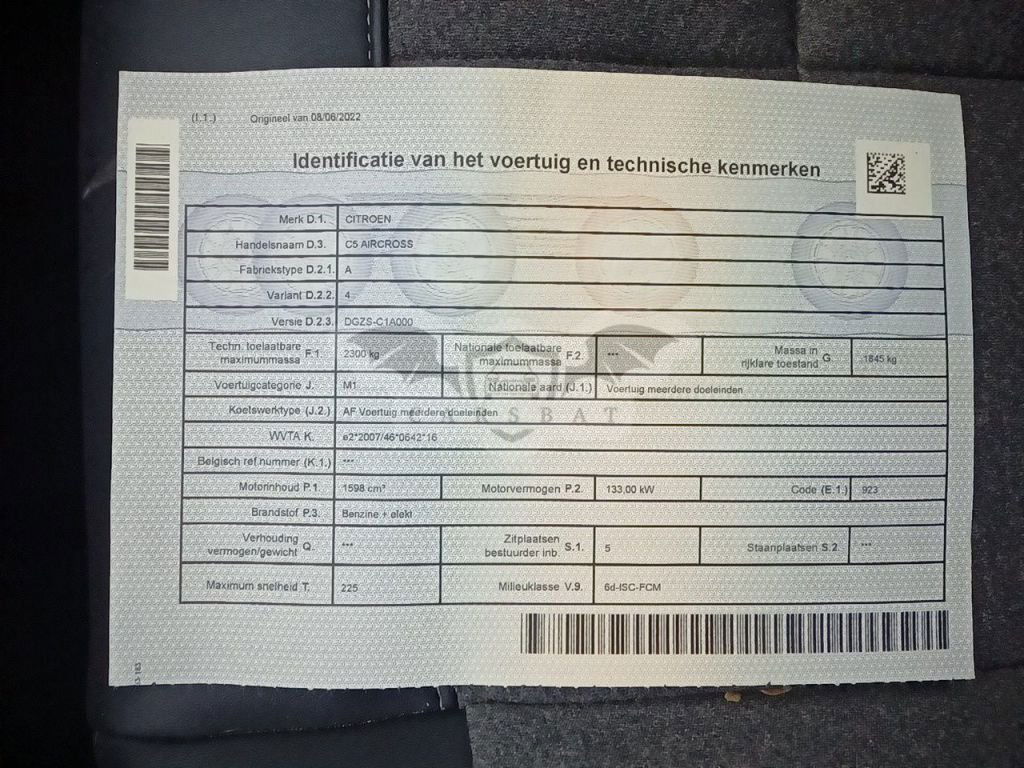 (I.1.) Origineel van 08/06/2022
Identificatie van het voertuig en technische kenmerken
Merk D.1. CITROEN
Handelsnaam D.3. C5 AIRCROSS
Fabriekstype D.2.1. A
Variant D.2.2. 4
Versie D.2.3. DGZS-C1A000
Techn. toelaatbare maximummassa F.1. 2300 kg Nationale toelaatbare maximummassa F.2 --- Massa in rijklare toestand G 1845 kg
Voertuigcategorie J. M1 Nationale aard (J.1.) Voertuig meerdere doeleinden
Koetswerktype (J.2.) AF Voertuig meerdere doeleinden
CARSBAT
WVTA K. e2*2007/46*0642*16
Belgisch ref nummer (K.1.) ---
Motorinhoud P.1. 1598 cm³ Motorvermogen P.2. 133,00 kW Code (E.1.) 923
Brandstof P.3. Benzine + elekt
Verhouding vermogen/gewicht Q. --- Zitplaatsen bestuurder inb. S.1. 5 Staanplaatsen S.2. ---
Maximum snelheid T. 225 Milieuklasse V.9. 6d-ISC-FCM